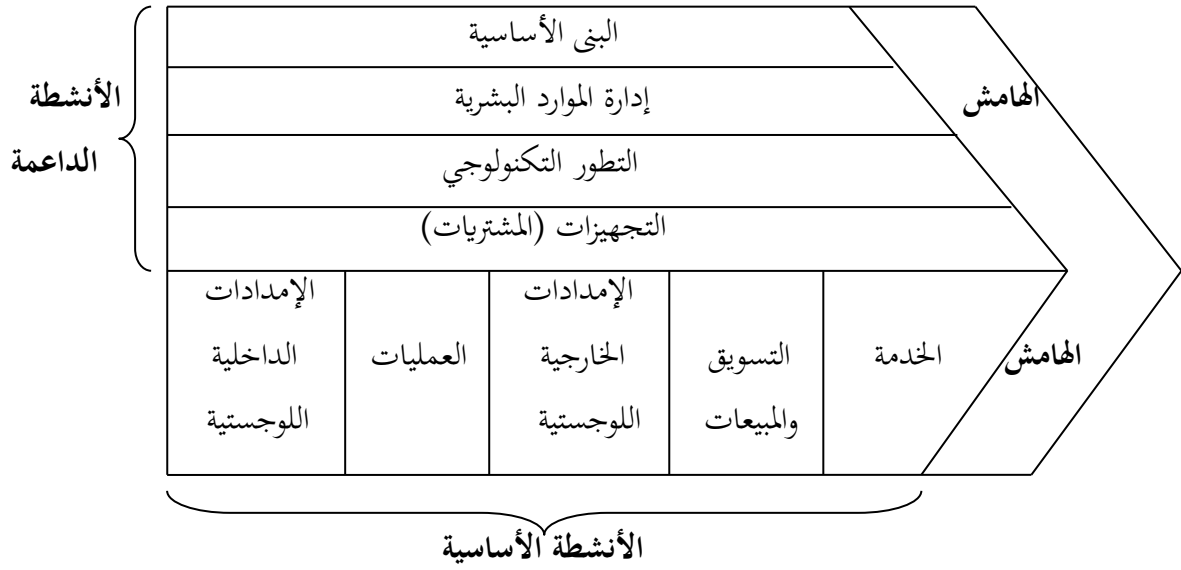 البنى الأساسية
إدارة الموارد البشرية
التطور التكنولوجي
التجهيزات (المشتريات)
الأنشطة
الداعمة
الهامش
الإمدادات
الداخلية
اللوجستية
العمليات
الإمدادات
الخارجية
اللوجستية
التسويق
والمبيعات
الخدمة
الهامش
الأنشطة الأساسية